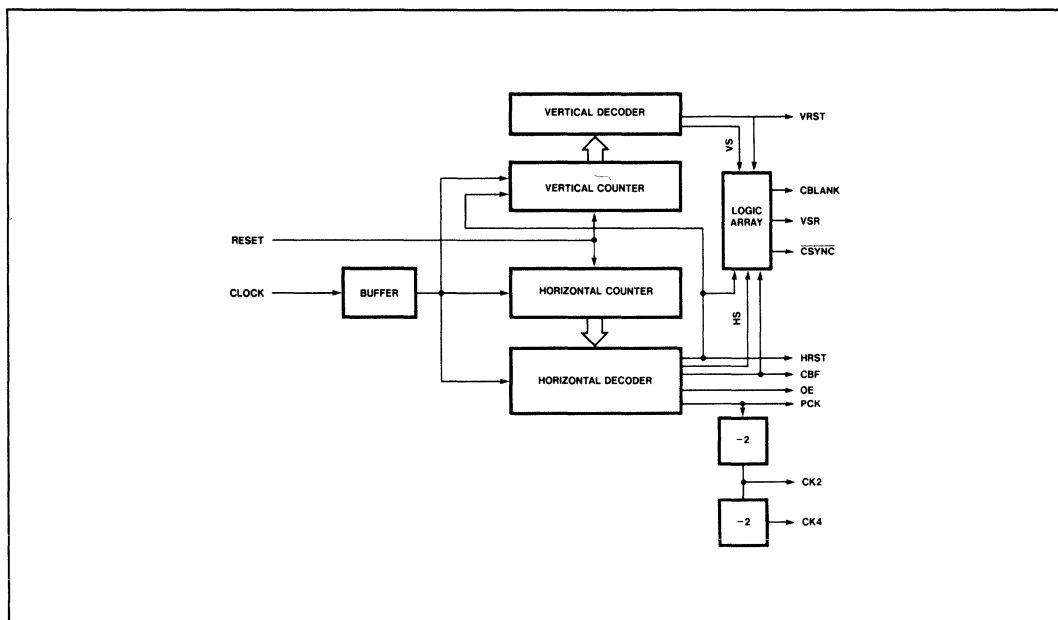 VERTICAL DECODER
VRST
VS
VERTICAL COUNTER
CBLANK
LOGIC
ARRAY
VSR
RESET
CSYNC
CLOCK
BUFFER
HORIZONTAL COUNTER
HS
HRST
HORIZONTAL DECODER
CBF
OE
PCK
−2
CK2
−2
CK4